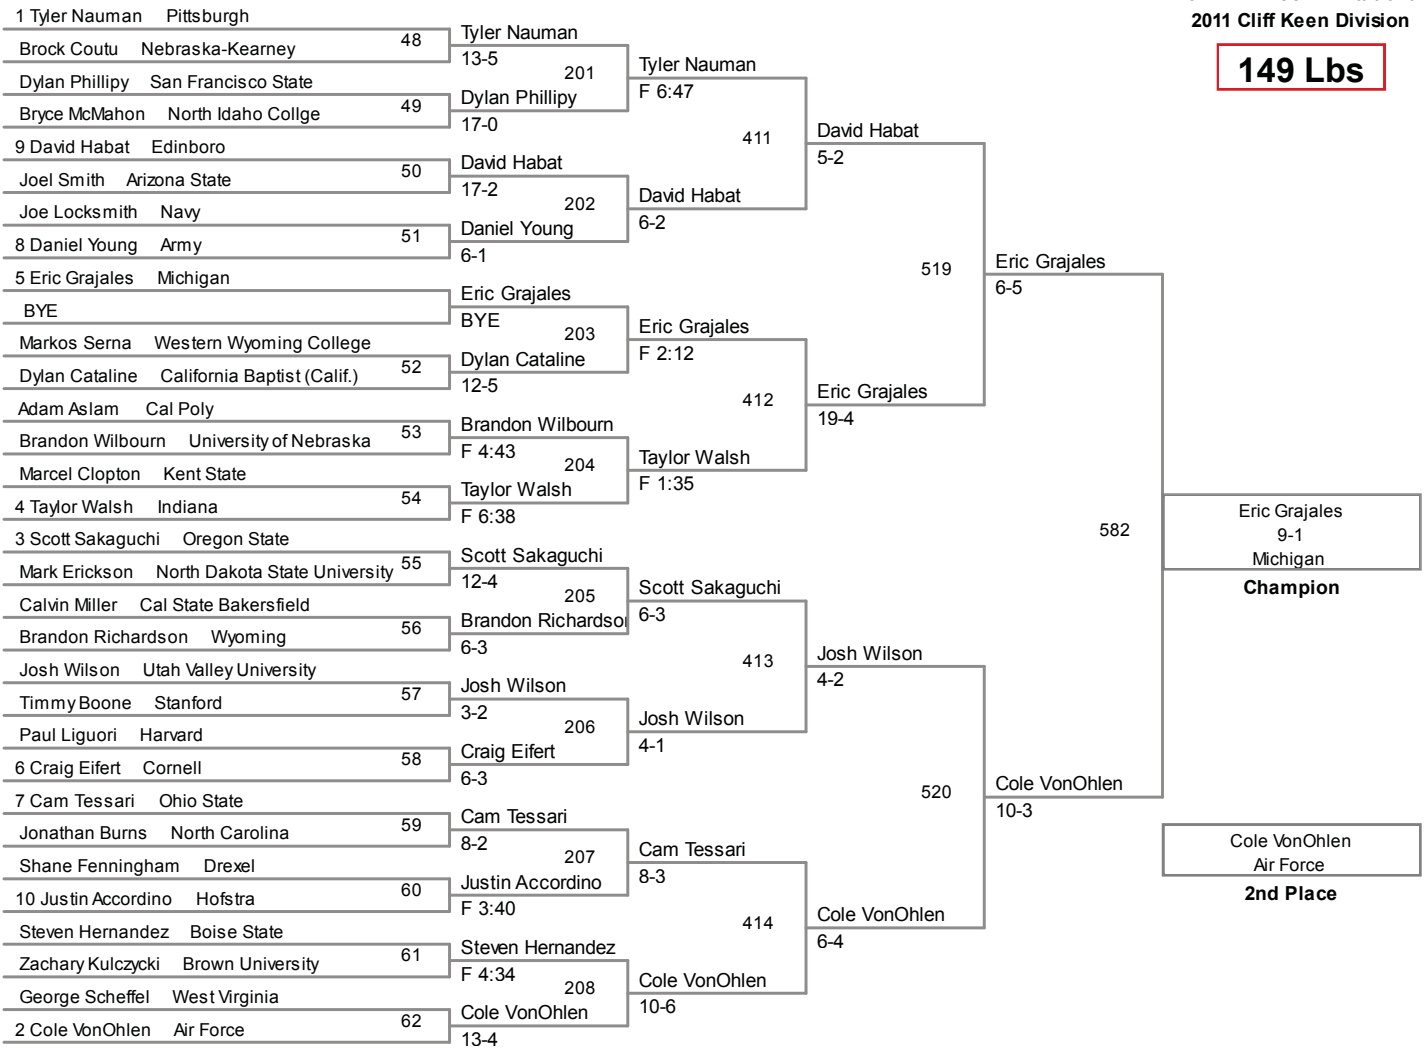 2011 Cliff Keen Division
149 Lbs
1 Tyler Nauman Pittsburgh
Brock Coutu Nebraska-Kearney
48
Dylan Phillipy San Francisco State
Bryce McMahon North Idaho Collge
49
9 David Habat Edinboro
Joel Smith Arizona State
50
Joe Locksmith Navy
8 Daniel Young Army
51
5 Eric Grajales Michigan
BYE
Markos Serna Western Wyoming College
Dylan Cataline California Baptist (Calif.)
52
Adam Aslam Cal Poly
Brandon Wilbourn University of Nebraska
53
Marcel Clopton Kent State
4 Taylor Walsh Indiana
54
3 Scott Sakaguchi Oregon State
Mark Erickson North Dakota State University
55
Calvin Miller Cal State Bakersfield
Brandon Richardson Wyoming
56
Josh Wilson Utah Valley University
Timmy Boone Stanford
57
Paul Liguori Harvard
6 Craig Eifert Cornell
58
7 Cam Tessari Ohio State
Jonathan Burns North Carolina
59
Shane Fenningham Drexel
10 Justin Accordino Hofstra
60
Steven Hernandez Boise State
Zachary Kulczycki Brown University
61
George Scheffel West Virginia
2 Cole VonOhlen Air Force
62
Tyler Nauman
13-5
201
Dylan Phillipy
17-0
David Habat
17-2
202
Daniel Young
6-1
Eric Grajales
BYE
203
Dylan Cataline
12-5
Brandon Wilbourn
F 4:43
204
Taylor Walsh
F 6:38
Scott Sakaguchi
12-4
205
Brandon Richardson
6-3
Josh Wilson
3-2
206
Craig Eifert
6-3
Cam Tessari
8-2
207
Justin Accordino
F 3:40
Steven Hernandez
F 4:34
208
Cole VonOhlen
13-4
Tyler Nauman
F 6:47
411
David Habat
6-2
Eric Grajales
F 2:12
412
Taylor Walsh
F 1:35
Scott Sakaguchi
6-3
413
Josh Wilson
4-1
Cam Tessari
8-3
414
Cole VonOhlen
10-6
David Habat
5-2
519
Eric Grajales
19-4
Josh Wilson
4-2
520
Cole VonOhlen
6-4
Eric Grajales
6-5
582
Cole VonOhlen
10-3
Eric Grajales
9-1
Michigan
Champion
Cole VonOhlen
Air Force
2nd Place